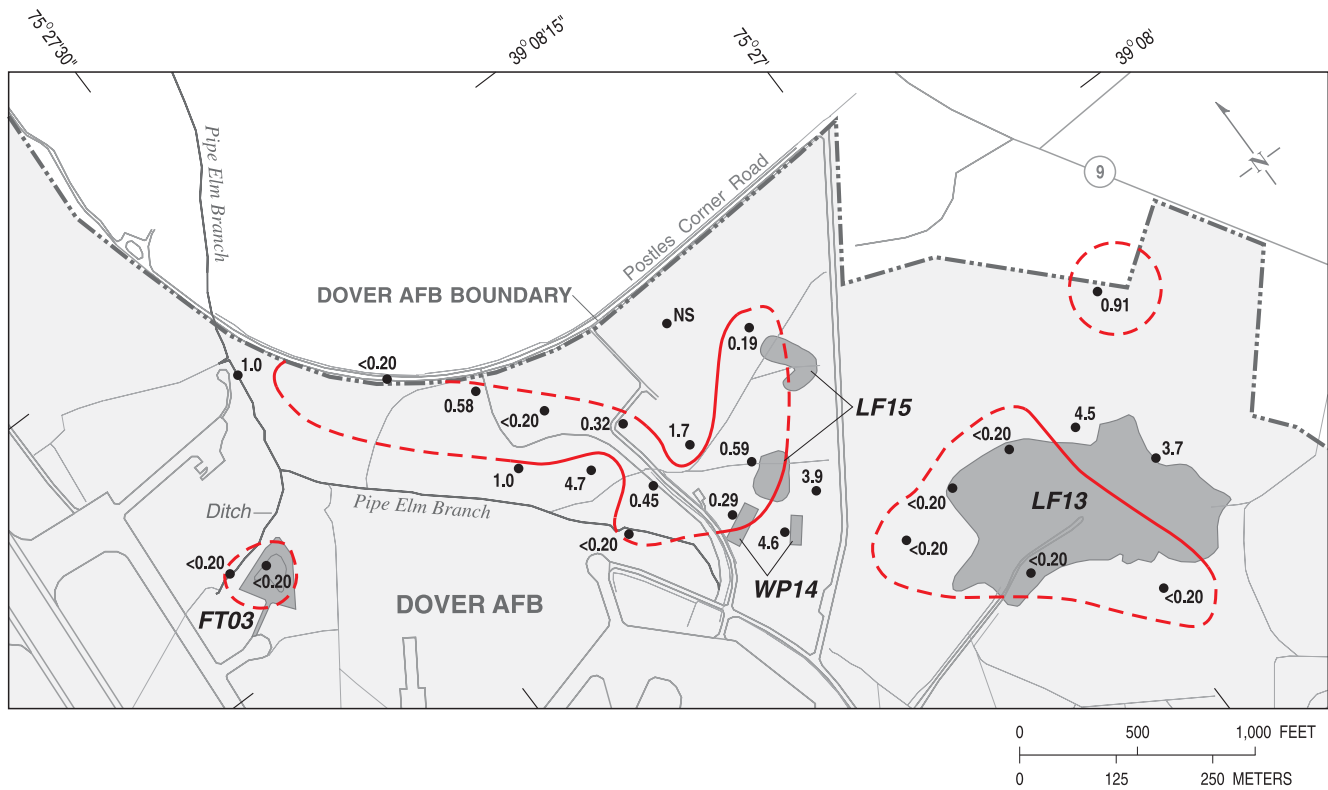 75°27'30"
39°08'15"
75°27'
39°08'
Pipe Elm Branch
Postles Corner Road
9
N
DOVER AFB BOUNDARY
NS
0.91
0.19
1.0
<0.20
0.58
<0.20
0.32
1.7
LF15
4.5
<0.20
3.7
0.59
1.0
4.7
0.45
3.9
<0.20
LF13
Pipe Elm Branch
Ditch
0.29
<0.20
4.6
<0.20
<0.20
<0.20
<0.20
<0.20
WP14
DOVER AFB
FT03
0 500 1,000 FEET
0 125 250 METERS